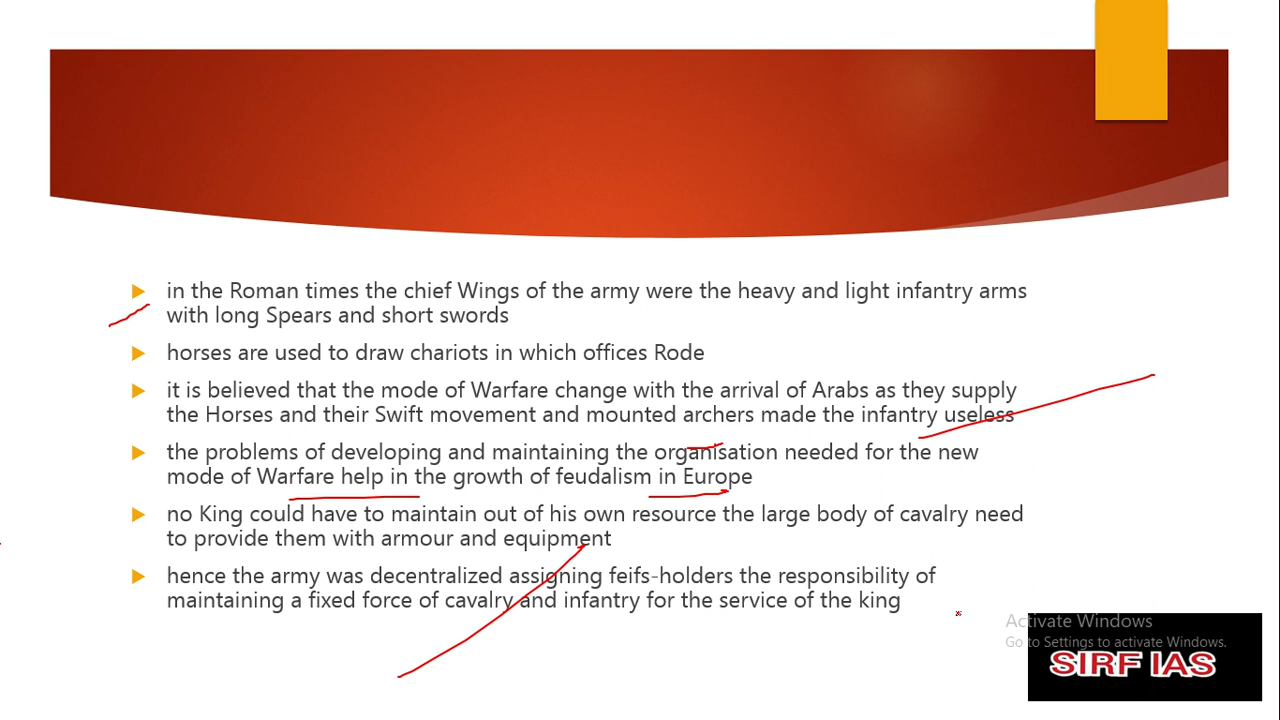 in the Roman times the chief Wings of the army were the heavy and light infantry arms
with long Spears and short swords
horses are used to draw chariots in which offices Rode
it is believed that the mode of Warfare change with the arrival of Arabs as they supply
the Horses and their Swift movement and mounted archers made the infantry useless
the problems of developing and maintaining the organisation needed for the new
mode of Warfare help in the growth of feudalism in Europe
no King could have to maintain out of his own resource the large body of cavalry need
to provide them with armour and equipment
hence the army was decentralized assigning feifs-holders the responsibility of
maintaining a fixed force of cavalry and infantry for the service of the king
Activate Windows
Go to Settings to activate Windows.
SIRF IAS